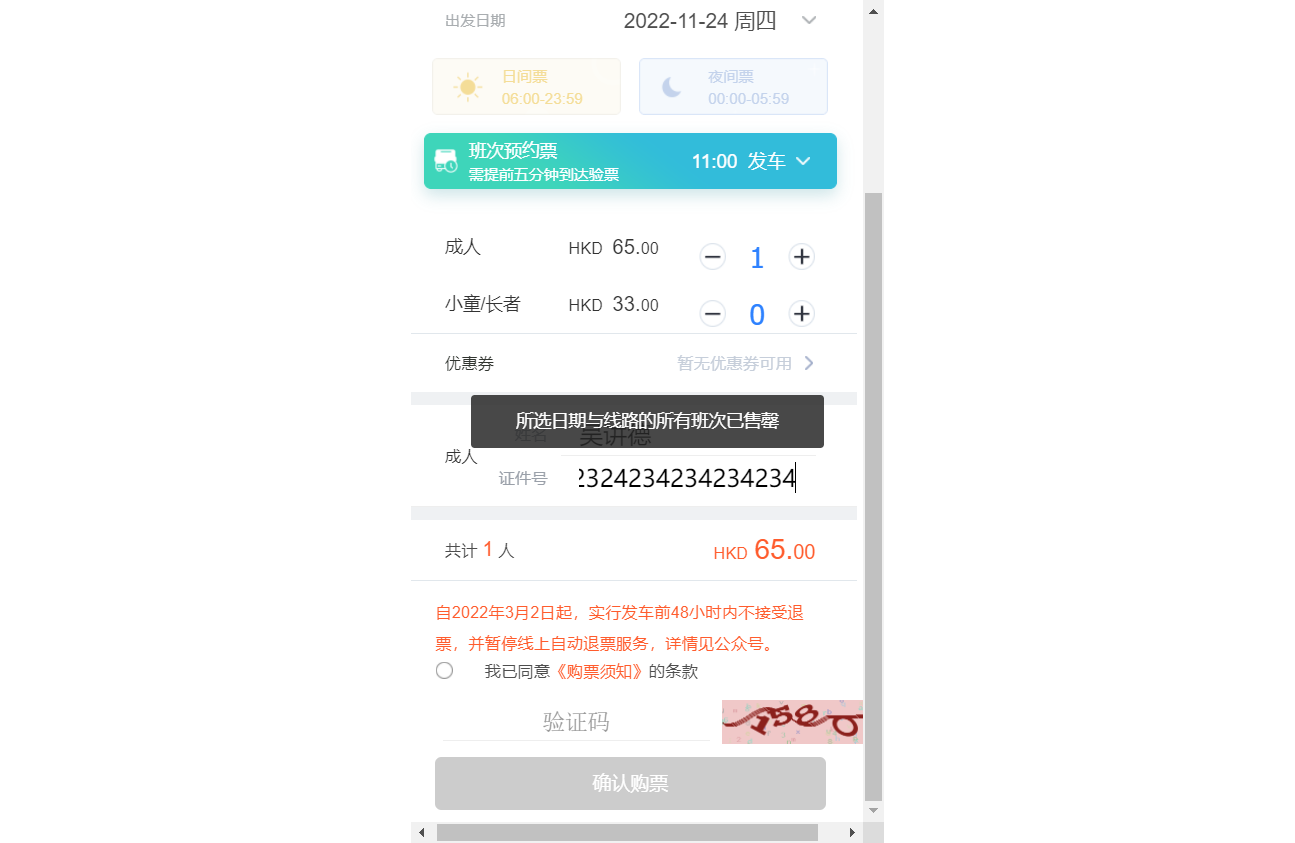 出发日期 2022-11-24 周四
日间票 夜间票
06:00-23:59 00:00-05:59
班次预约票
需提前五分钟到达验票
11:00 发车
成人 HKD 65.00 1
小童/长者 HKD 33.00 0
优惠券 暂无优惠券可用
所选日期与线路的所有班次已售罄
姓名
成人
证件号 2324234234234234
共计 1 人 HKD 65.00
自2022年3月2日起，实行发车前48小时内不接受退
票，并暂停线上自动退票服务，详情见公众号。
我已同意《购票须知》的条款
验证码
确认购票